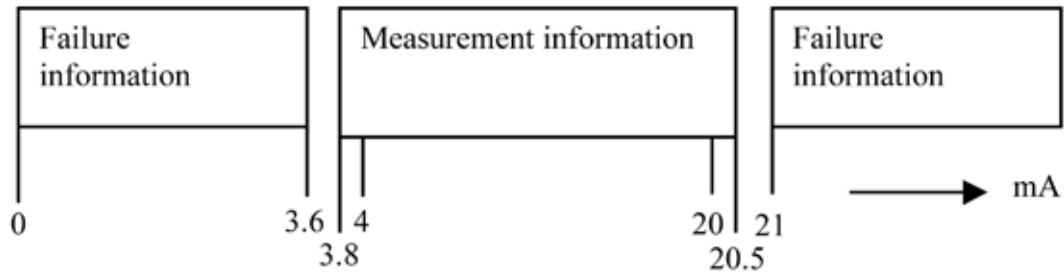 Failure
information
Measurement information
Failure
information
mA
0
3.6
3.8
4
20
20.5
21